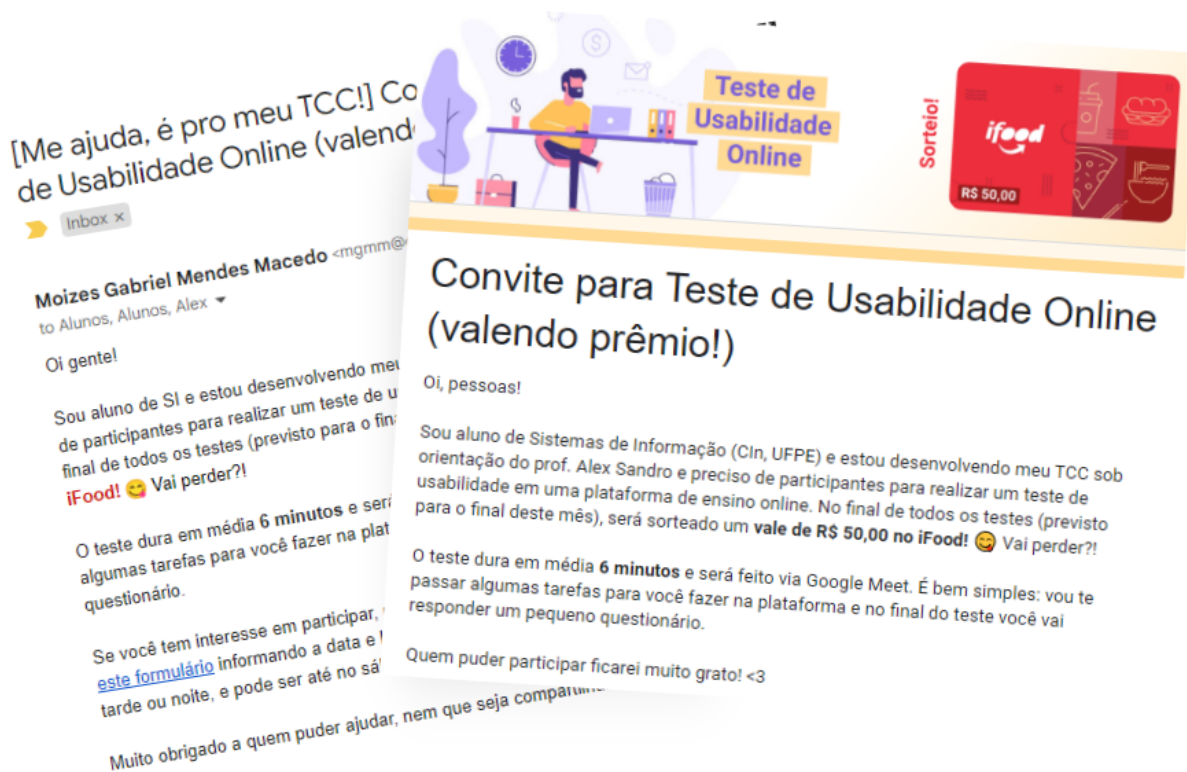 [Me ajuda, é pro meu TCC!] Co
de Usabilidade Online (valend
Inbox ×
Moizes Gabriel Mendes Macedo <mgmm@
to Alunos, Alunos, Alex
Oi gente!
Sou aluno de SI e estou desenvolvendo meu
de participantes para realizar um teste de u
final de todos os testes (previsto para o fin
iFood! 😋 Vai perder?!
O teste dura em média 6 minutos e será
algumas tarefas para você fazer na plat
questionário.
Se você tem interesse em participar,
este formulário informando a data e
tarde ou noite, e pode ser até no sá
Muito obrigado a quem puder ajudar, nem que seja compartilh
Teste de
Usabilidade
Online
Sorteio!
ifood
R$ 50,00
Convite para Teste de Usabilidade Online
(valendo prêmio!)
Oi, pessoas!
Sou aluno de Sistemas de Informação (CIn, UFPE) e estou desenvolvendo meu TCC sob
orientação do prof. Alex Sandro e preciso de participantes para realizar um teste de
usabilidade em uma plataforma de ensino online. No final de todos os testes (previsto
para o final deste mês), será sorteado um vale de R$ 50,00 no iFood! 😋 Vai perder?!
O teste dura em média 6 minutos e será feito via Google Meet. É bem simples: vou te
passar algumas tarefas para você fazer na plataforma e no final do teste você vai
responder um pequeno questionário.
Quem puder participar ficarei muito grato! <3